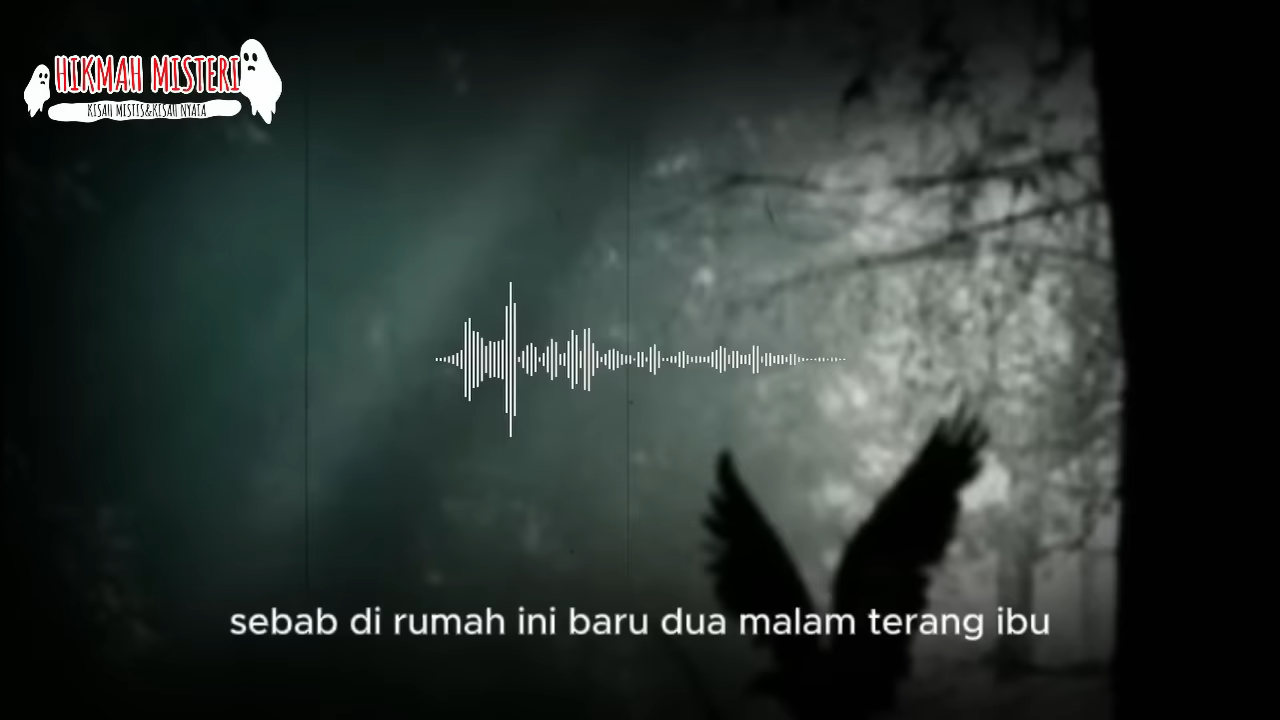 HIKMAH MISTERI
KISAH MISTIS&KISAH NYATA
sebab di rumah ini baru dua malam terang ibu